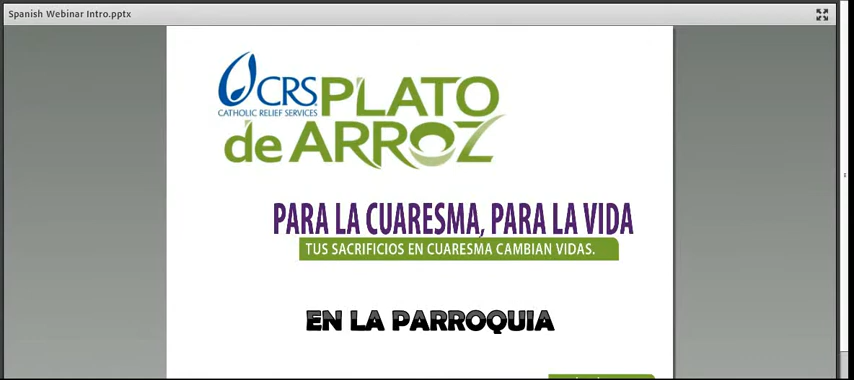 Spanish Webinar Intro.pptx
CRS PLATO
CATHOLIC RELIEF SERVICES
de ARROZ
PARA LA CUARESMA, PARA LA VIDA
TUS SACRIFICIOS EN CUARESMA CAMBIAN VIDAS.
EN LA PARROQUIA